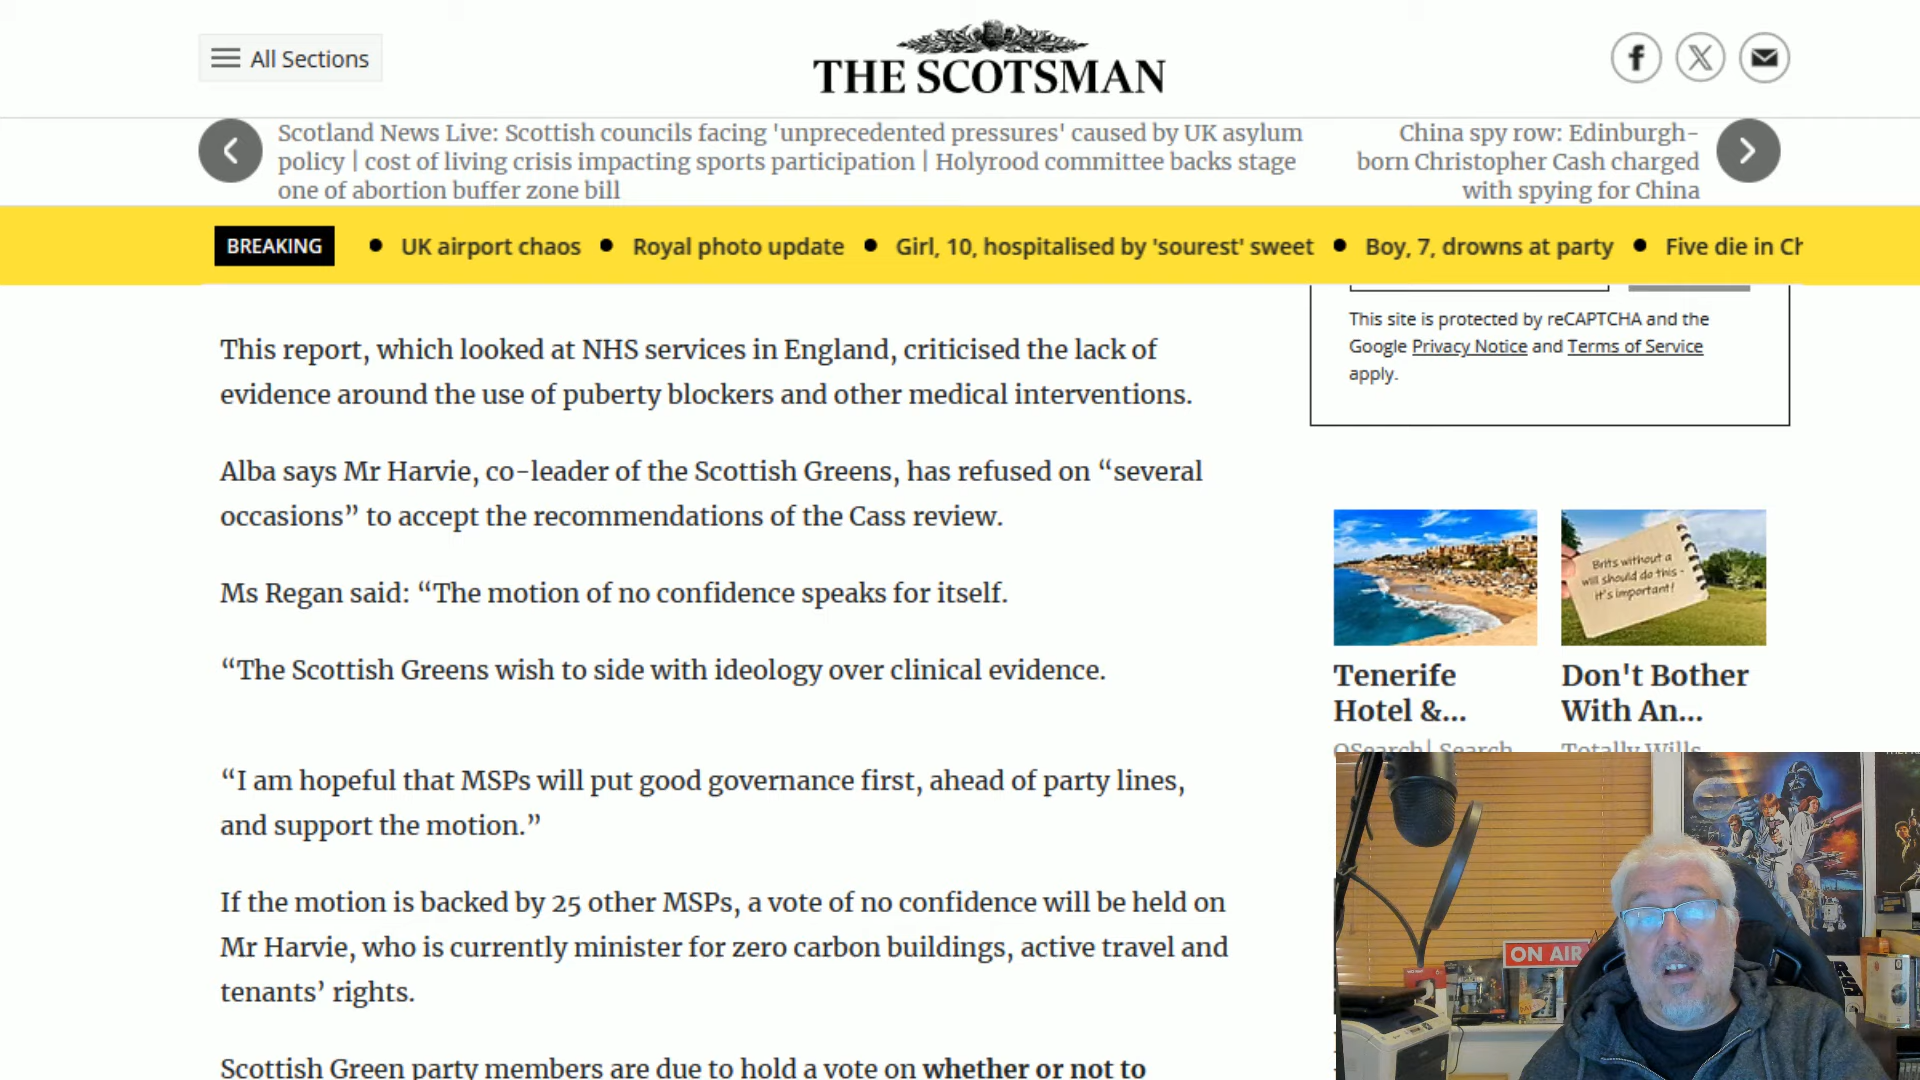 All Sections
THE SCOTSMAN
Scotland News Live: Scottish councils facing 'unprecedented pressures' caused by UK asylum
policy | cost of living crisis impacting sports participation | Holyrood committee backs stage
one of abortion buffer zone bill
China spy row: Edinburgh-
born Christopher Cash charged
with spying for China
BREAKING
• UK airport chaos • Royal photo update • Girl, 10, hospitalised by 'sourest' sweet • Boy, 7, drowns at party • Five die in Ch
This site is protected by reCAPTCHA and the
Google Privacy Notice and Terms of Service
apply.
This report, which looked at NHS services in England, criticised the lack of
evidence around the use of puberty blockers and other medical interventions.
Alba says Mr Harvie, co-leader of the Scottish Greens, has refused on “several
occasions” to accept the recommendations of the Cass review.
Ms Regan said: “The motion of no confidence speaks for itself.
“The Scottish Greens wish to side with ideology over clinical evidence.
“I am hopeful that MSPs will put good governance first, ahead of party lines,
and support the motion.”
If the motion is backed by 25 other MSPs, a vote of no confidence will be held on
Mr Harvie, who is currently minister for zero carbon buildings, active travel and
tenants’ rights.
Scottish Green party members are due to hold a vote on whether or not to
Brits without a
will should do this -
it's important!
Tenerife
Hotel &...
QSearch| Search
Don't Bother
With An...
Totally Wills
ON AIR